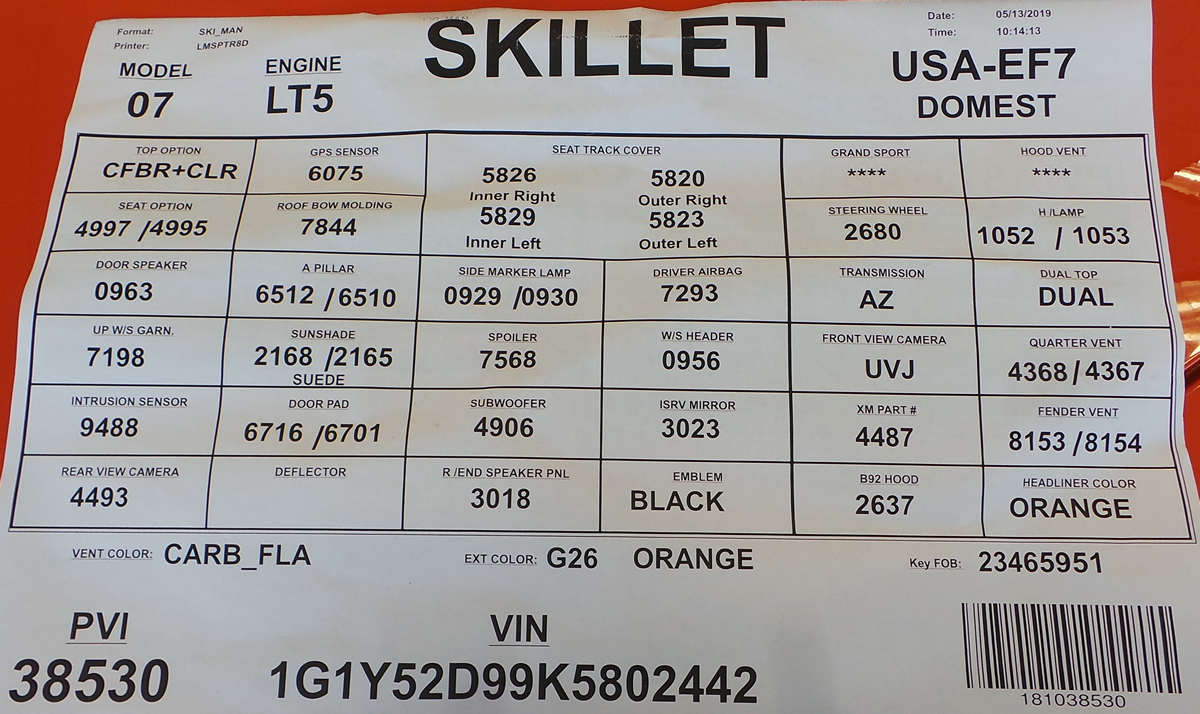 Format: SKI_MAN
Printer: LMSPTR8D
SKILLET
Date: 05/13/2019
Time: 10:14:13
MODEL
07
ENGINE
LT5
USA-EF7
DOMEST
TOP OPTION
CFBR+CLR
GPS SENSOR
6075
SEAT TRACK COVER
5826 5820
Inner Right Outer Right
5829 5823
Inner Left Outer Left
GRAND SPORT
****
HOOD VENT
****
SEAT OPTION
4997 /4995
ROOF BOW MOLDING
7844
STEERING WHEEL
2680
H /LAMP
1052 / 1053
DOOR SPEAKER
0963
A PILLAR
6512 /6510
SIDE MARKER LAMP
0929 /0930
DRIVER AIRBAG
7293
TRANSMISSION
AZ
DUAL TOP
DUAL
UP W/S GARN.
7198
SUNSHADE
2168 /2165
SUEDE
SPOILER
7568
W/S HEADER
0956
FRONT VIEW CAMERA
UVJ
QUARTER VENT
4368 / 4367
INTRUSION SENSOR
9488
DOOR PAD
6716 /6701
SUBWOOFER
4906
ISRV MIRROR
3023
XM PART #
4487
FENDER VENT
8153 /8154
REAR VIEW CAMERA
4493
DEFLECTOR
R /END SPEAKER PNL
3018
EMBLEM
BLACK
B92 HOOD
2637
HEADLINER COLOR
ORANGE
VENT COLOR: CARB_FLA
EXT COLOR: G26 ORANGE
Key FOB: 23465951
PVI
38530
VIN
1G1Y52D99K5802442
181038530